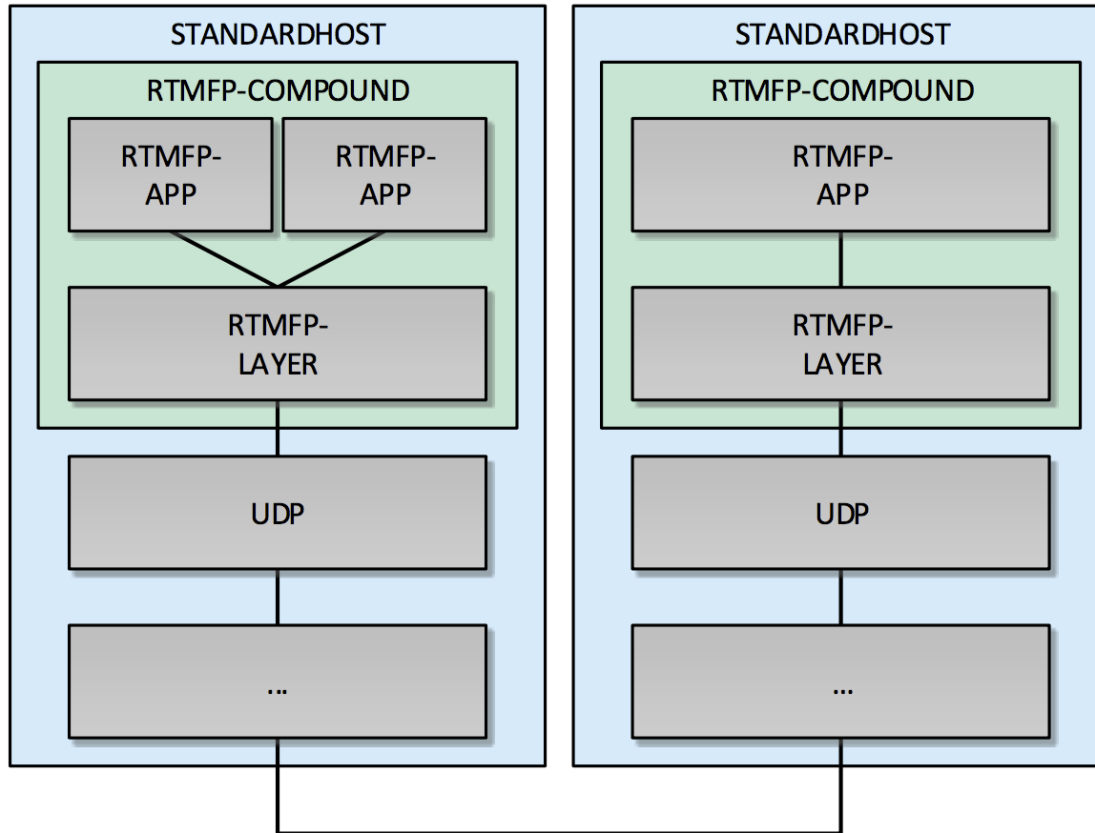 STANDARDHOST
RTMFP-COMPOUND
RTMFP-
APP
RTMFP-
APP
RTMFP-
LAYER
UDP
...
STANDARDHOST
RTMFP-COMPOUND
RTMFP-
APP
RTMFP-
LAYER
UDP
...